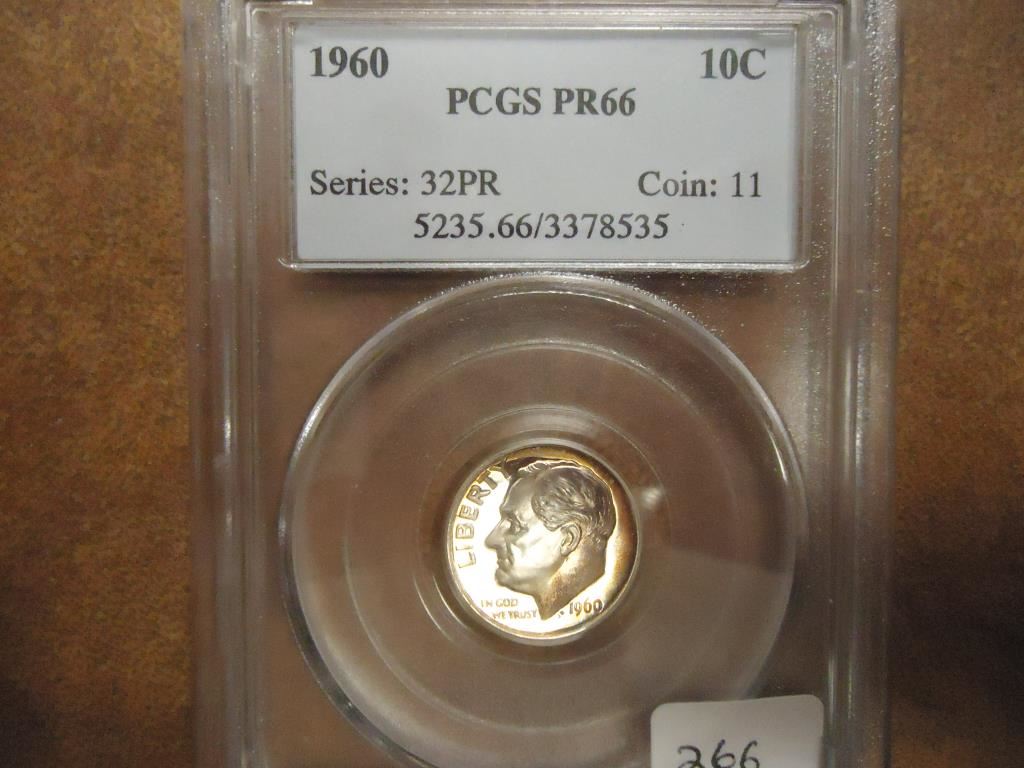 1960 10C
PCGS PR66
Series: 32PR Coin: 11
5235.66/3378535
LIBERTY
IN GOD
WE TRUST
1960
266